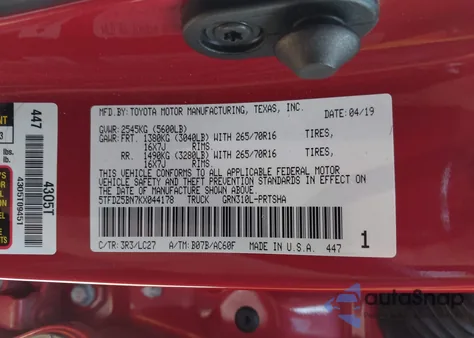 MFD.BY:TOYOTA MOTOR MANUFACTURING, TEXAS, INC. DATE: 04/19
GVWR: 2545KG (5600LB)
GAWR: FRT. 1380KG (3040LB) WITH 265/70R16 TIRES,
16X7J RIMS.
RR. 1490KG (3280LB) WITH 265/70R16 TIRES,
16X7J RIMS.
THIS VEHICLE CONFORMS TO ALL APPLICABLE FEDERAL MOTOR
VEHICLE SAFETY AND THEFT PREVENTION STANDARDS IN EFFECT ON
THE DATE OF MANUFACTURE SHOWN ABOVE.
5TFDZ5BN7KX044178 TRUCK GRN310L-PRTSHA
C/TR: 3R3/LC27 A/TM: B07B/AC60F MADE IN U.S.A. 447 1
447
4305T
4305T09451
lbs.
lb.
autoSnap